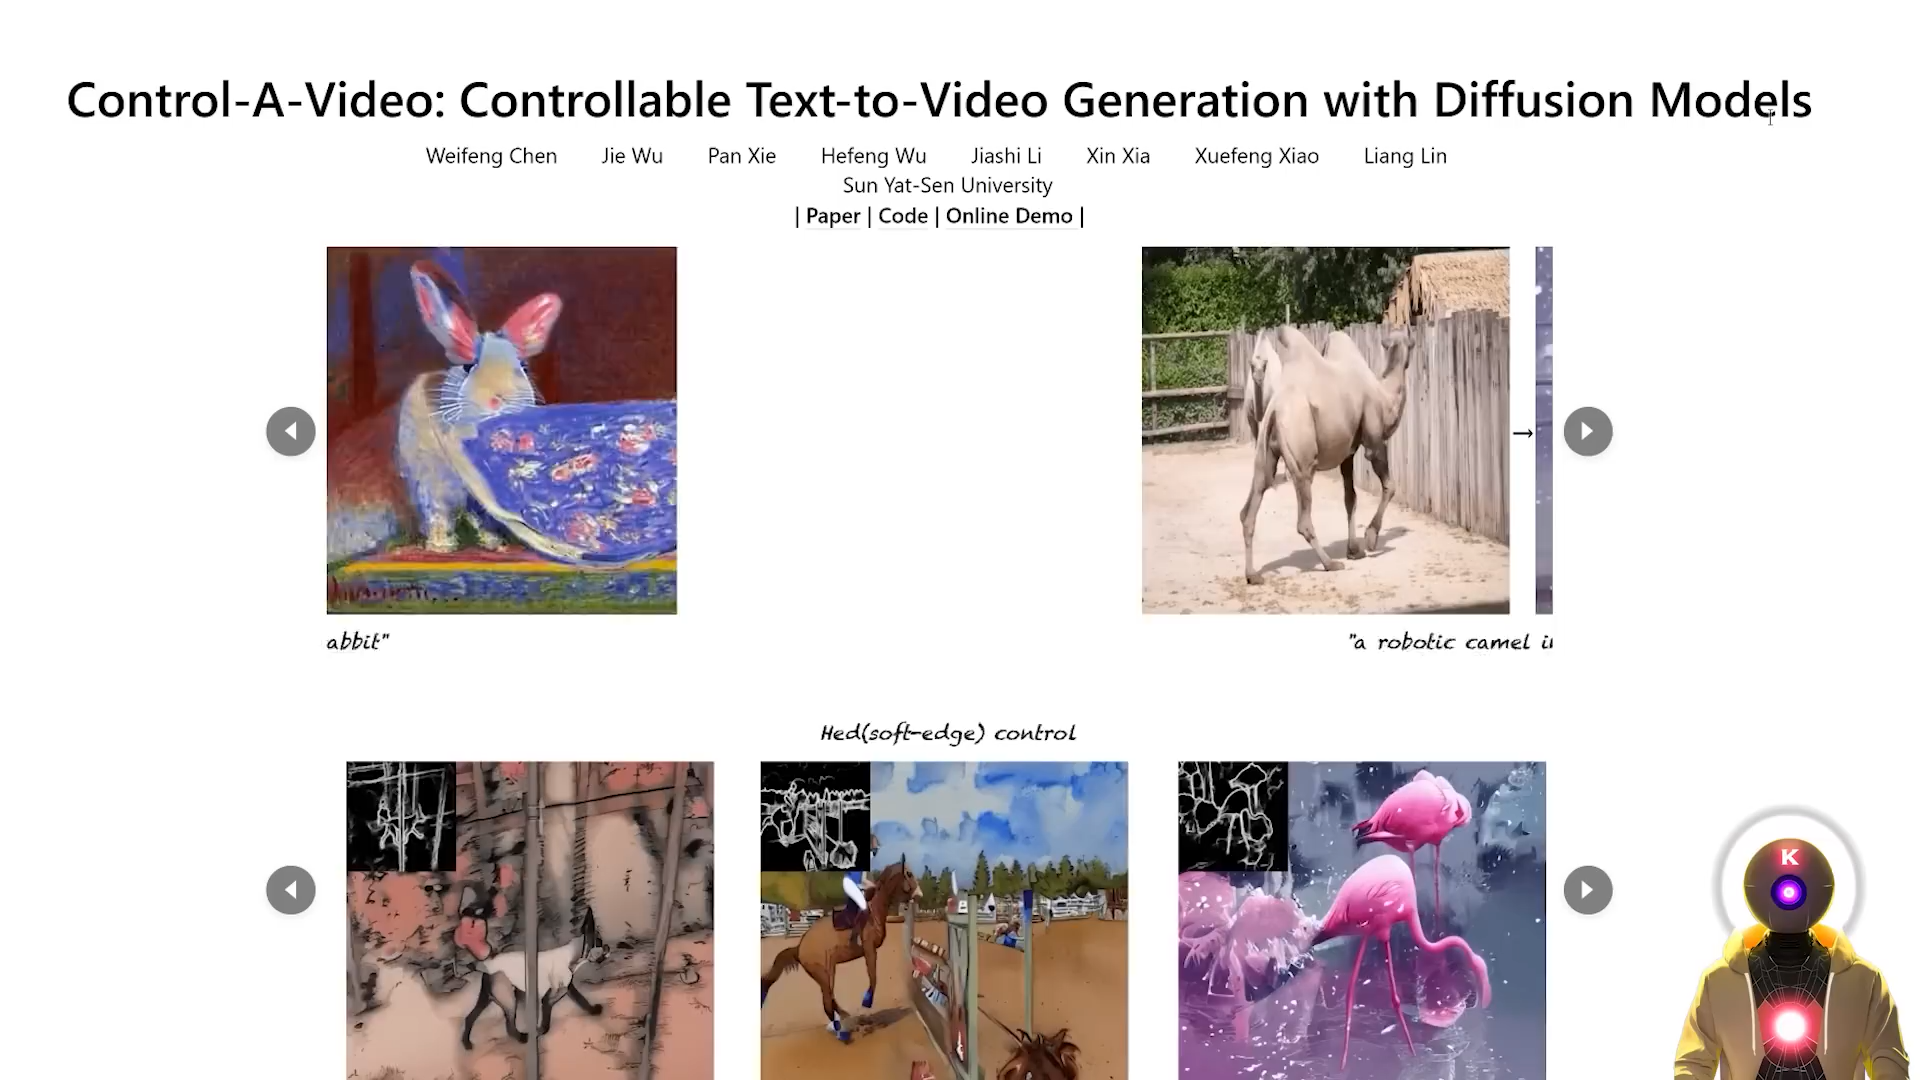 Control-A-Video: Controllable Text-to-Video Generation with Diffusion Models
Weifeng Chen Jie Wu Pan Xie Hefeng Wu Jiashi Li Xin Xia Xuefeng Xiao Liang Lin
Sun Yat-Sen University
| Paper | Code | Online Demo |
abbit"
"a robotic camel i
Hed(soft-edge) control
K